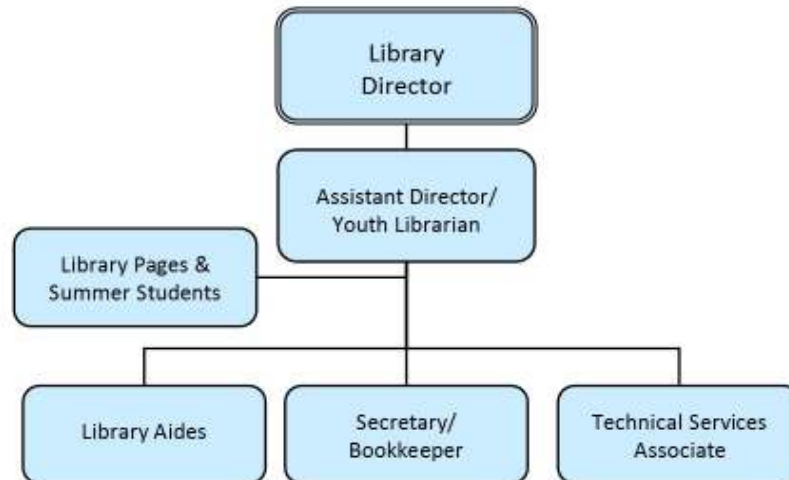 Library
Director
Assistant Director/
Youth Librarian
Library Pages &
Summer Students
Library Aides
Secretary/
Bookkeeper
Technical Services
Associate